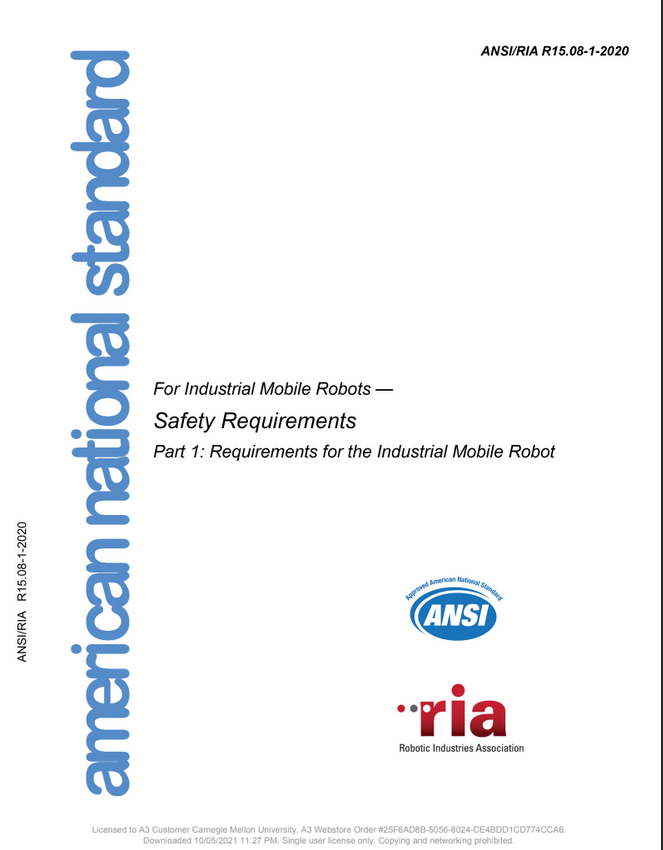 ANSI/RIA R15.08-1-2020
american national standard
For Industrial Mobile Robots —
Safety Requirements
Part 1: Requirements for the Industrial Mobile Robot
ANSI/RIA R15.08-1-2020
Approved American National Standard
ANSI
ria
Robotic Industries Association
Licensed to A3 Customer Carnegie Mellon University. A3 Webstore Order #25F6AD8B-5056-8024-CE4BDD1CD774CCA6.
Downloaded 10/05/2021 11:27 PM. Single user license only. Copying and networking prohibited.